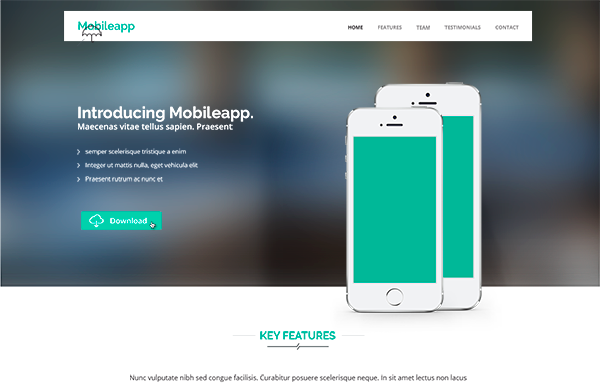 Mobileapp
HOME FEATURES TEAM TESTIMONIALS CONTACT
Introducing Mobileapp.
Maecenas vitae tellus sapien. Praesent
semper scelerisque tristique a enim
Integer ut mattis nulla, eget vehicula elit
Praesent rutrum ac nunc et
Download
KEY FEATURES
Nunc vulputate nibh sed congue facilisis. Curabitur posuere scelerisque neque. In sit amet lectus non lacus